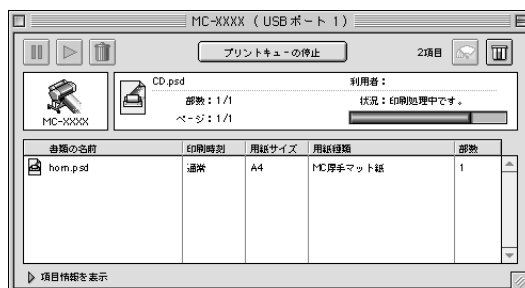 MC-XXXX （USBポート 1）
プリントキューの停止
2項目
CD.psd
利用者：
部数：1/1
状況：印刷処理中です。
ページ：1/1
MC-XXXX
書類の名前 印刷時刻 用紙サイズ 用紙種類 部数
horn.psd 通常 A4 MC厚手マット紙 1
項目情報を表示